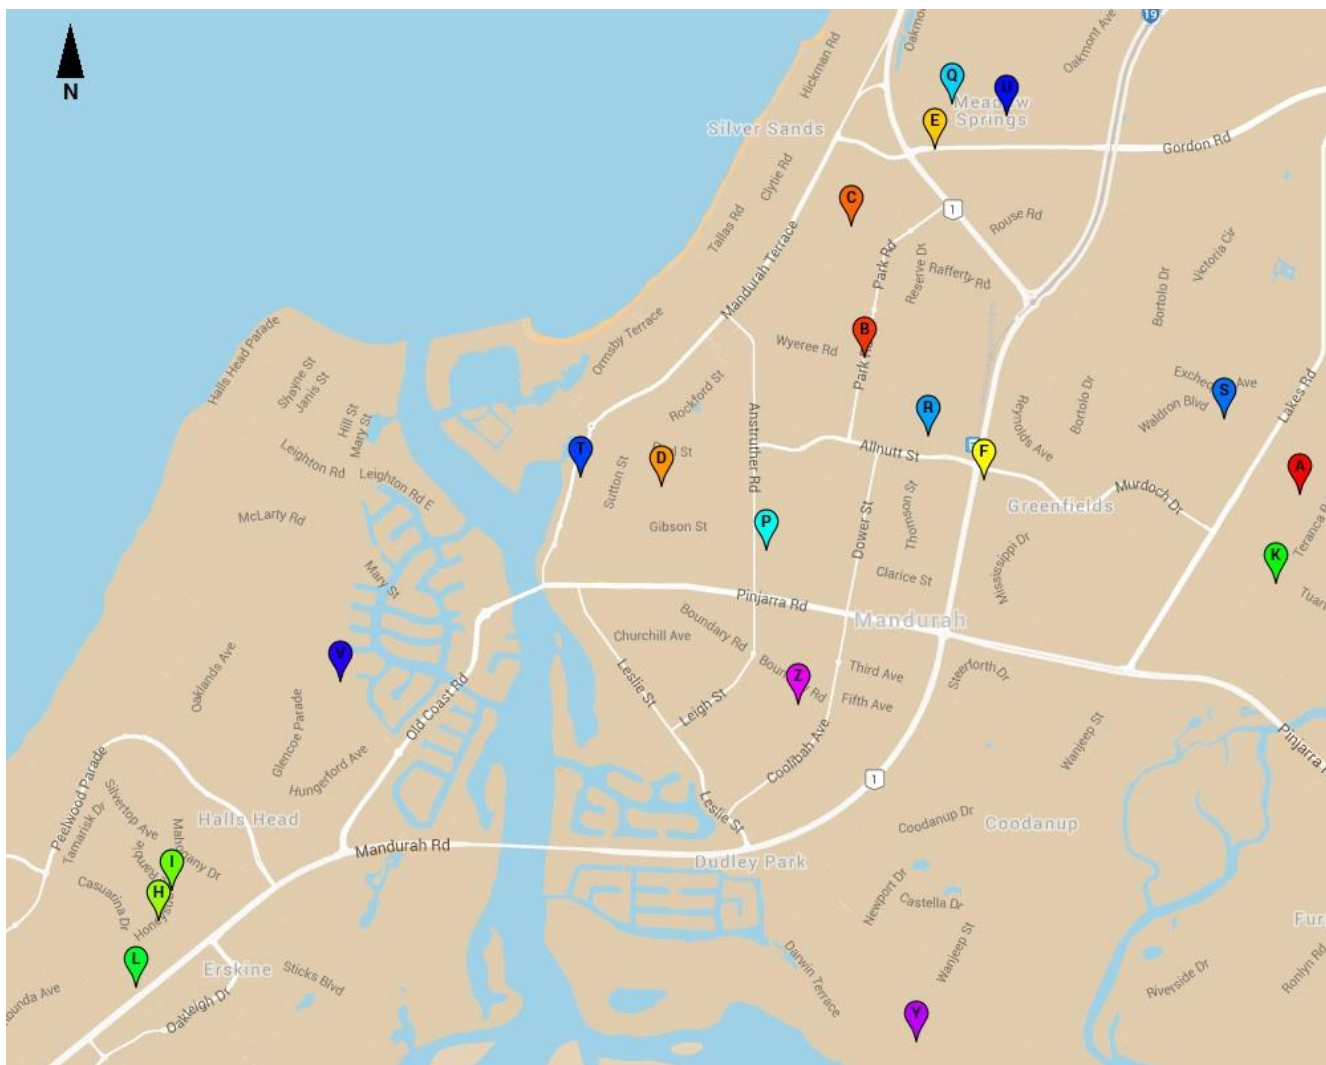 19
Oakmont Ave
Hickman Rd
N
Q
U
Meadow
Springs
E
Silver Sands
Gordon Rd
Clytie Rd
C
1
Tallas Rd
Rouse Rd
Mandurah Terrace
Park Rd
Reserve Dr
Rafferty Rd
Victoria Cir
Bortolo Dr
B
Ormsby Terrace
Wyeree Rd
Park Rd
Halls Head Parade
Shayne St
Janis St
Rockford St
Lakes Rd
S
Waldron Blvd
Hill St
Mary St
Anstruther Rd
R
Reynolds Ave
Bortolo Dr
Leighton Rd
Leighton Rd E
T
D
Sutton St
Allnutt St
F
A
Murdoch Dr
Greenfields
McLarty Rd
Gibson St
P
Dower St
Thomson St
K
Mississippi Dr
Mary St
Clarice St
Pinjarra Rd
Mandurah
Churchill Ave
Boundary Rd
V
Oaklands Ave
Leslie St
Z
Boundary Rd
Third Ave
Fifth Ave
Steerforth Dr
Old Coast Rd
Leigh St
Glencoe Parade
Wanjeep St
Coolibah Ave
Peelwood Parade
Hungerford Ave
1
Silvertop Ave
Tamarisk Dr
Halls Head
Leslie St
Coodanup Dr
Coodanup
Mahogany Dr
Mandurah Rd
Dudley Park
I
H
Casuarina Dr
Newport Dr
Castella Dr
L
Erskine
Sticks Blvd
Darwin Terrace
Wanjeep St
Riverside Dr
Ronlyn Rd
Oakleigh Dr
Y